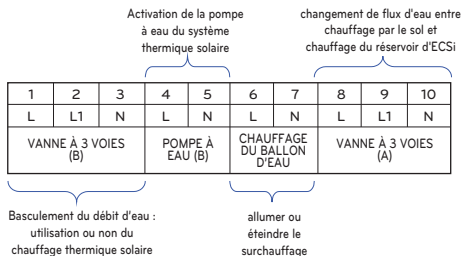 Activation de la pompe
à eau du système
thermique solaire
changement de flux d'eau entre
chauffage par le sol et
chauffage du réservoir d'ECSi
1 2 3 4 5 6 7 8 9 10
L L1 N L N L N L L1 N
VANNE À 3 VOIES
(B)
POMPE À
EAU (B)
CHAUFFAGE
DU BALLON
D'EAU
VANNE À 3 VOIES
(A)
Basculement du débit d'eau :
utilisation ou non du
chauffage thermique solaire
allumer ou
éteindre le
surchauffage